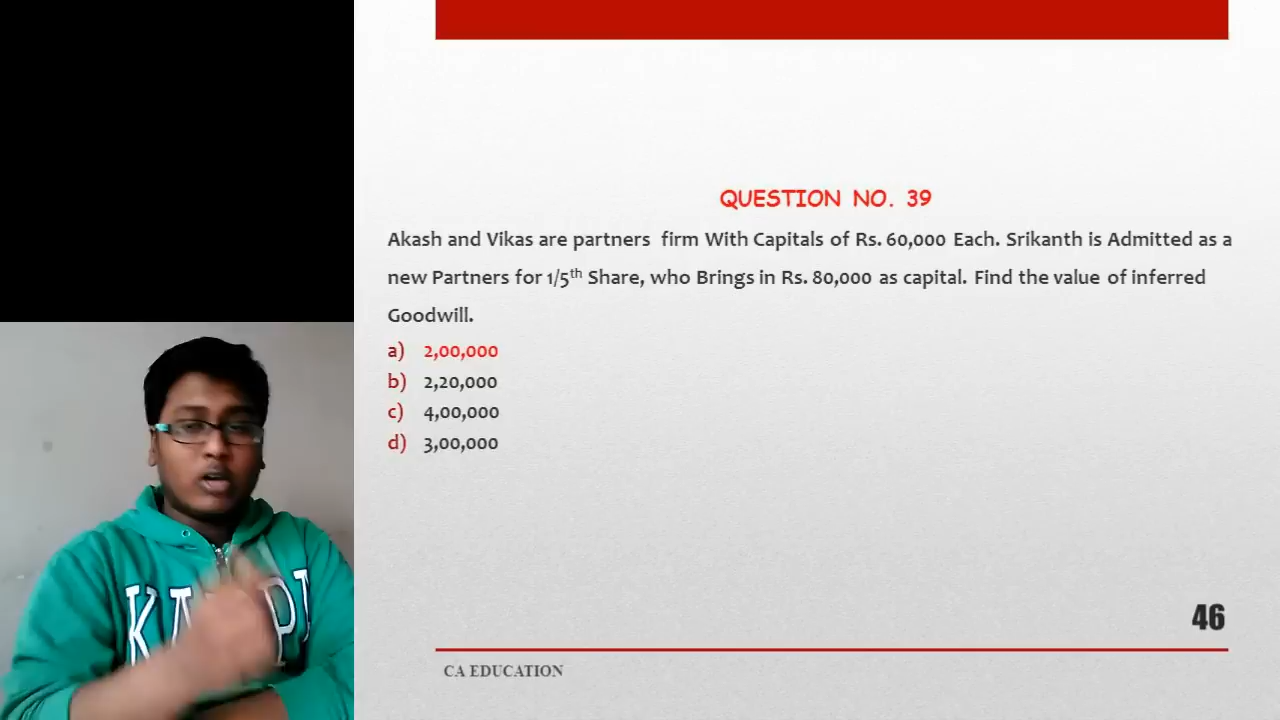 QUESTION NO. 39
Akash and Vikas are partners firm With Capitals of Rs. 60,000 Each. Srikanth is Admitted as a
new Partners for 1/5th Share, who Brings in Rs. 80,000 as capital. Find the value of inferred
Goodwill.
a) 2,00,000
b) 2,20,000
c) 4,00,000
d) 3,00,000
46
CA EDUCATION